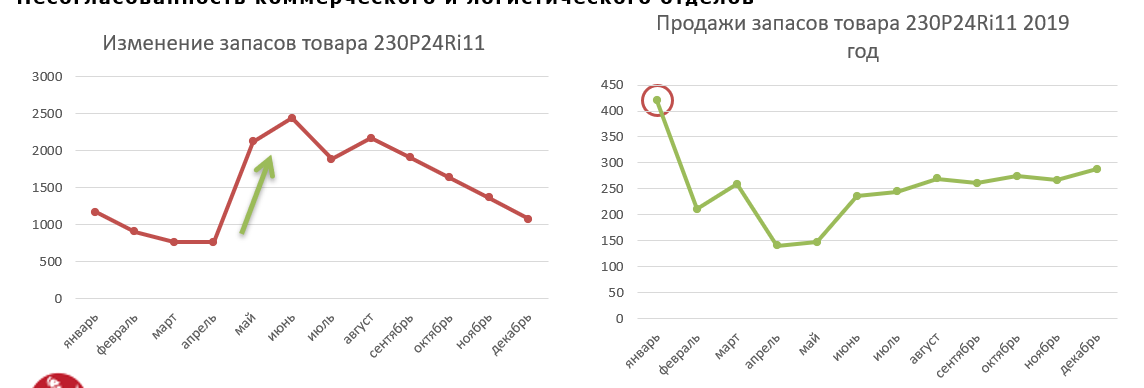 Несогласованность коммерческого и логистического отделов
Изменение запасов товара 230P24Ri11
3000
2500
2000
1500
1000
500
0
январь
февраль
март
апрель
май
июнь
июль
август
сентябрь
октябрь
ноябрь
декабрь
Продажи запасов товара 230P24Ri11 2019
год
450
400
350
300
250
200
150
100
50
0
январь
февраль
март
апрель
май
июнь
июль
август
сентябрь
октябрь
ноябрь
декабрь